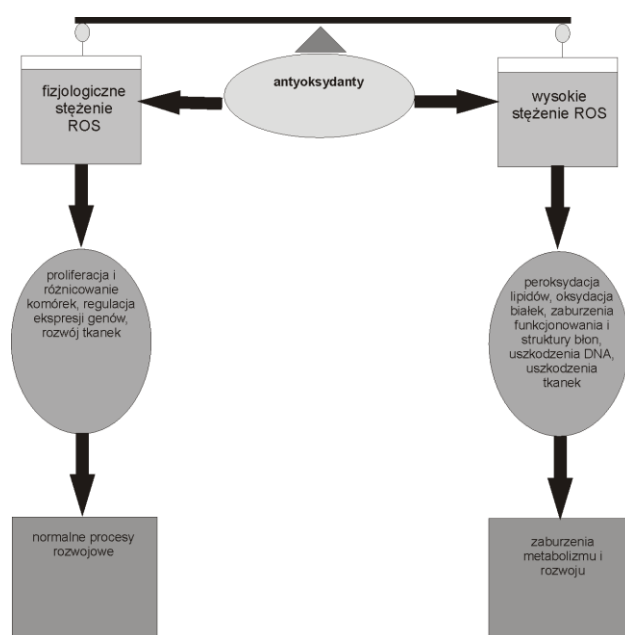 antyoksydanty
fizjologiczne
stężenie
ROS
wysokie
stężenie ROS
proliferacja i
różnicowanie
komórek, regulacja
ekspresji genów,
rozwój tkanek
peroksydacja
lipidów, oksydacja
białek, zaburzenia
funkcjonowania i
struktury błon,
uszkodzenia DNA,
uszkodzenia
tkanek
normalne procesy
rozwojowe
zaburzenia
metabolizmu i
rozwoju